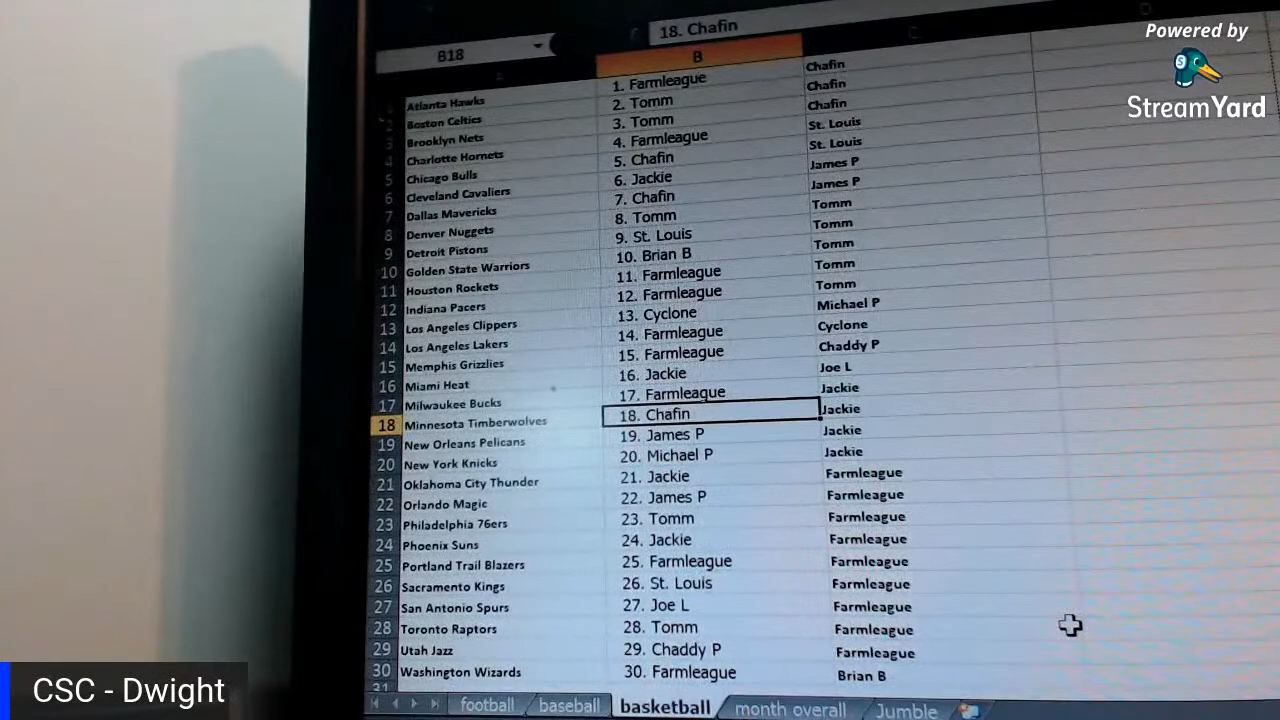 Powered by
StreamYard
B18 18. Chafin
A B C D
Chafin
1 Atlanta Hawks 1. Farmleague Chafin
2 Boston Celtics 2. Tomm Chafin
3 Brooklyn Nets 3. Tomm St. Louis
4 Charlotte Hornets 4. Farmleague St. Louis
5 Chicago Bulls 5. Chafin James P
6 Cleveland Cavaliers 6. Jackie James P
7 Dallas Mavericks 7. Chafin Tomm
8 Denver Nuggets 8. Tomm Tomm
9 Detroit Pistons 9. St. Louis Tomm
10 Golden State Warriors 10. Brian B Tomm
11 Houston Rockets 11. Farmleague Tomm
12 Indiana Pacers 12. Farmleague Michael P
13 Los Angeles Clippers 13. Cyclone Cyclone
14 Los Angeles Lakers 14. Farmleague Chaddy P
15 Memphis Grizzlies 15. Farmleague Joe L
16 Miami Heat 16. Jackie Jackie
17 Milwaukee Bucks 17. Farmleague Jackie
18 Minnesota Timberwolves 18. Chafin Jackie
19 New Orleans Pelicans 19. James P Jackie
20 New York Knicks 20. Michael P Farmleague
21 Oklahoma City Thunder 21. Jackie Farmleague
22 Orlando Magic 22. James P Farmleague
23 Philadelphia 76ers 23. Tomm Farmleague
24 Phoenix Suns 24. Jackie Farmleague
25 Portland Trail Blazers 25. Farmleague Farmleague
26 Sacramento Kings 26. St. Louis Farmleague
27 San Antonio Spurs 27. Joe L Farmleague
28 Toronto Raptors 28. Tomm Farmleague
29 Utah Jazz 29. Chaddy P Brian B
30 Washington Wizards 30. Farmleague
31
football baseball basketball month overall Jumble
CSC - Dwight